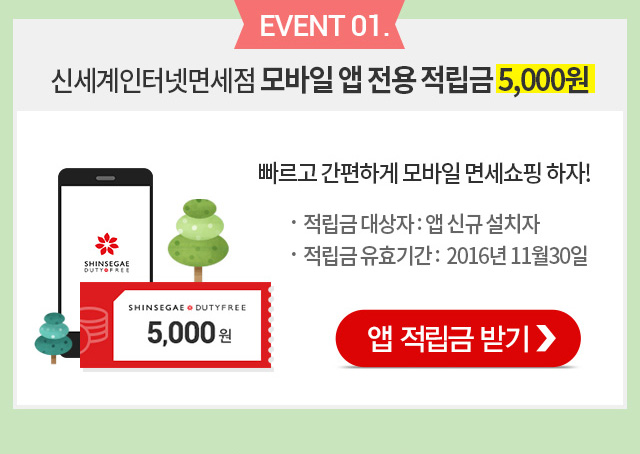 EVENT 01.
신세계인터넷면세점 모바일 앱 전용 적립금 5,000원
빠르고 간편하게 모바일 면세쇼핑 하자!
· 적립금 대상자 : 앱 신규 설치자
· 적립금 유효기간 : 2016년 11월30일
SHINSEGAE
DUTY FREE
SHINSEGAE DUTYFREE
5,000 원
앱 적립금 받기